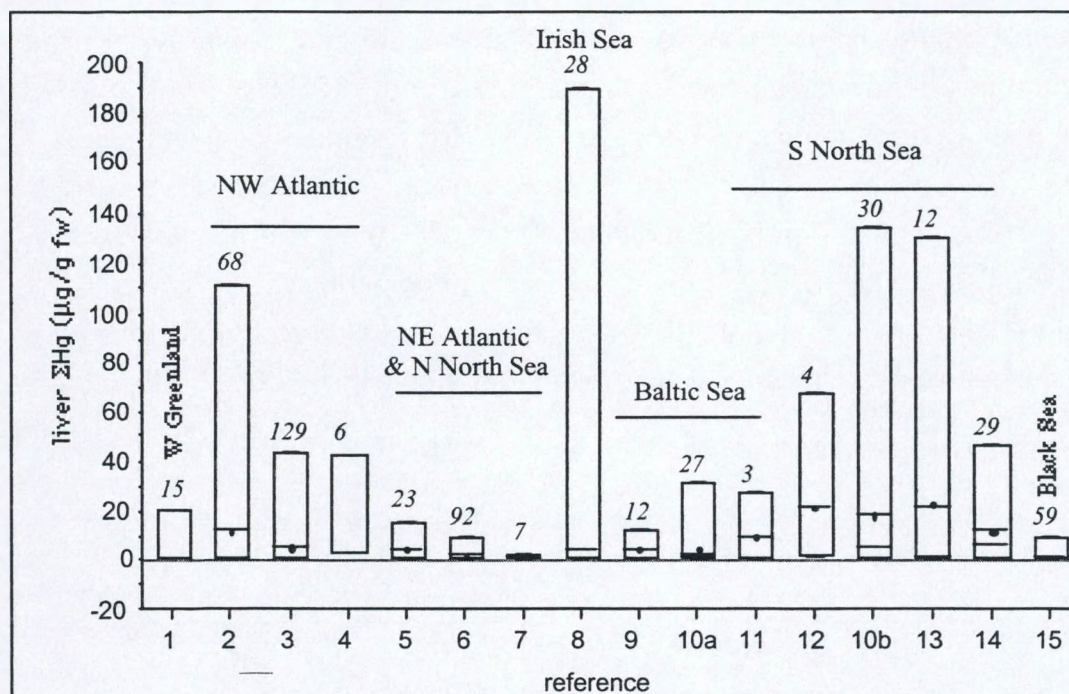 Irish Sea
28
200
180
160
140
120
100
80
60
40
20
0
-20
liver ΣHg (µg/g fw)
NW Atlantic
S North Sea
68
30
12
W Greenland
NE Atlantic
& N North Sea
Baltic Sea
4
129
6
29
Black Sea
15
23
92
7
12
27
3
59
1 2 3 4 5 6 7 8 9 10a 11 12 10b 13 14 15
reference